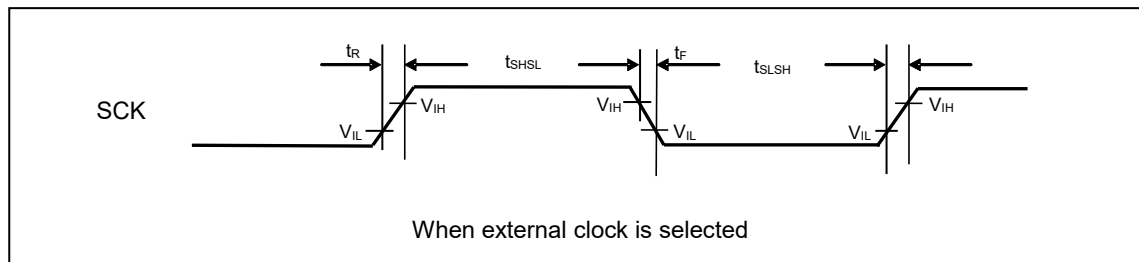 tR tSHSL tF tSLSH
SCK
VIH VIH VIH
VIL VIL VIL
When external clock is selected